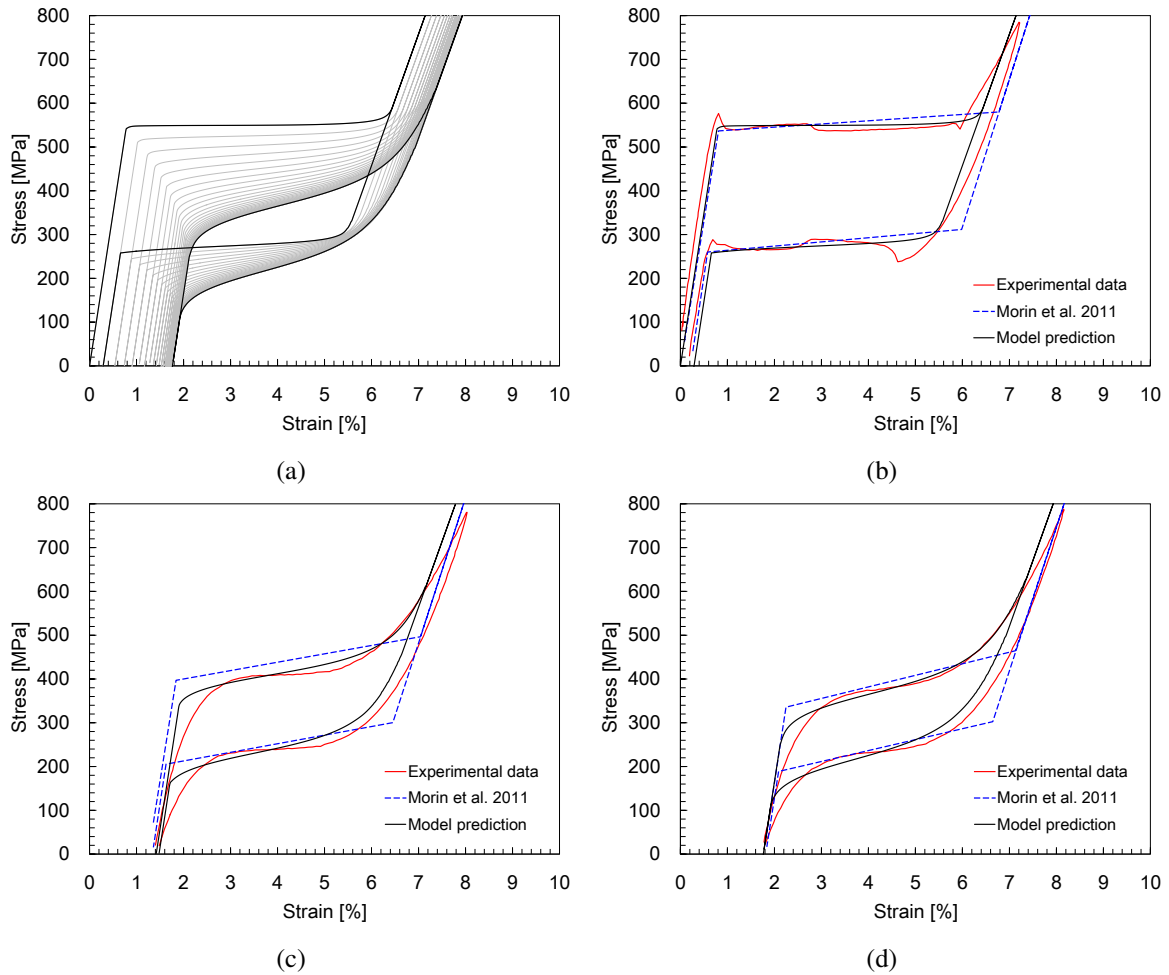 800
700
600
500
400
300
200
100
0
Stress [MPa]
0 1 2 3 4 5 6 7 8 9 10
Strain [%]
(a)
800
700
600
500
400
300
200
100
0
Stress [MPa]
Experimental data
Morin et al. 2011
Model prediction
0 1 2 3 4 5 6 7 8 9 10
Strain [%]
(b)
800
700
600
500
400
300
200
100
0
Stress [MPa]
Experimental data
Morin et al. 2011
Model prediction
0 1 2 3 4 5 6 7 8 9 10
Strain [%]
(c)
800
700
600
500
400
300
200
100
0
Stress [MPa]
Experimental data
Morin et al. 2011
Model prediction
0 1 2 3 4 5 6 7 8 9 10
Strain [%]
(d)